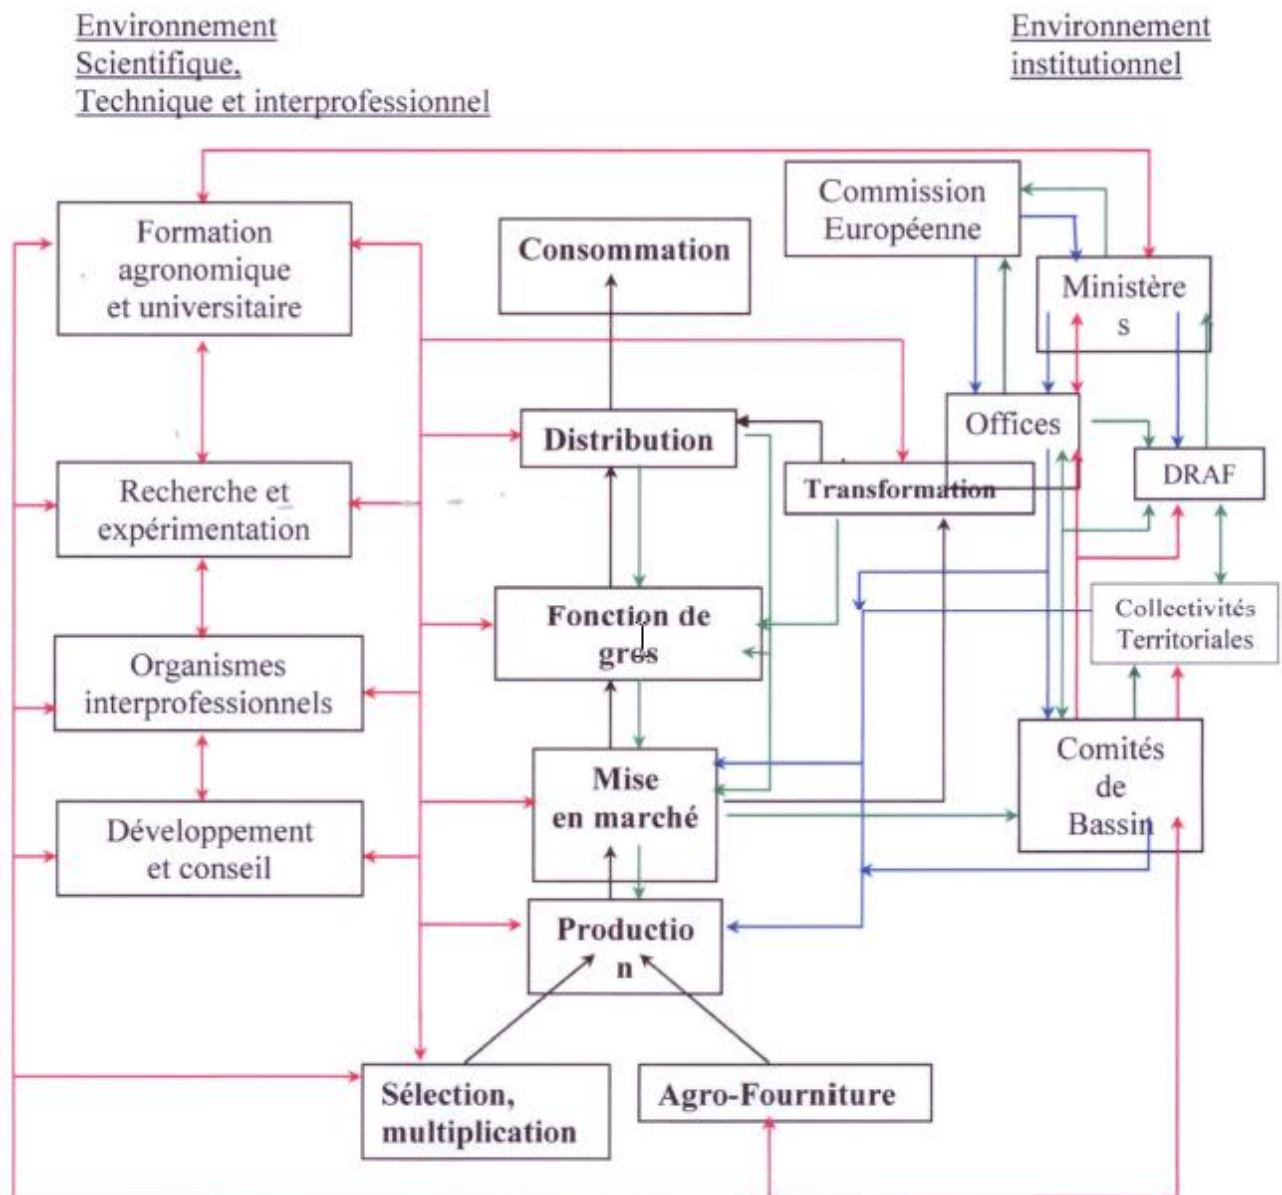 Environnement
Scientifique,
Technique et interprofessionnel
Environnement
institutionnel
Formation
agronomique
et universitaire
Recherche et
expérimentation
Organismes
interprofessionnels
Développement
et conseil
Consommation
Distribution
Transformation
Fonction de
gros
Mise
en marché
Productio
n
Sélection,
multiplication
Agro-Fourniture
Commission
Européenne
Ministère
s
Offices
DRAF
Collectivités
Territoriales
Comités
de
Bassin